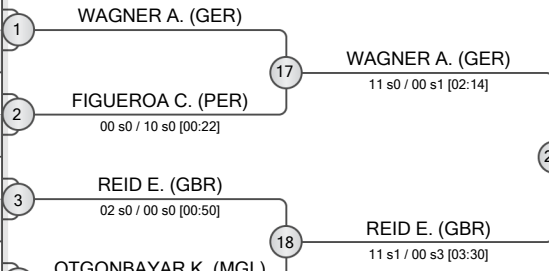 1
WAGNER A. (GER)
17
WAGNER A. (GER)
11 s0 / 00 s1 [02:14]
2
FIGUEROA C. (PER)
00 s0 / 10 s0 [00:22]
3
REID E. (GBR)
02 s0 / 00 s0 [00:50]
18
REID E. (GBR)
11 s1 / 00 s3 [03:30]
OTGONBAYAR K. (MGL)